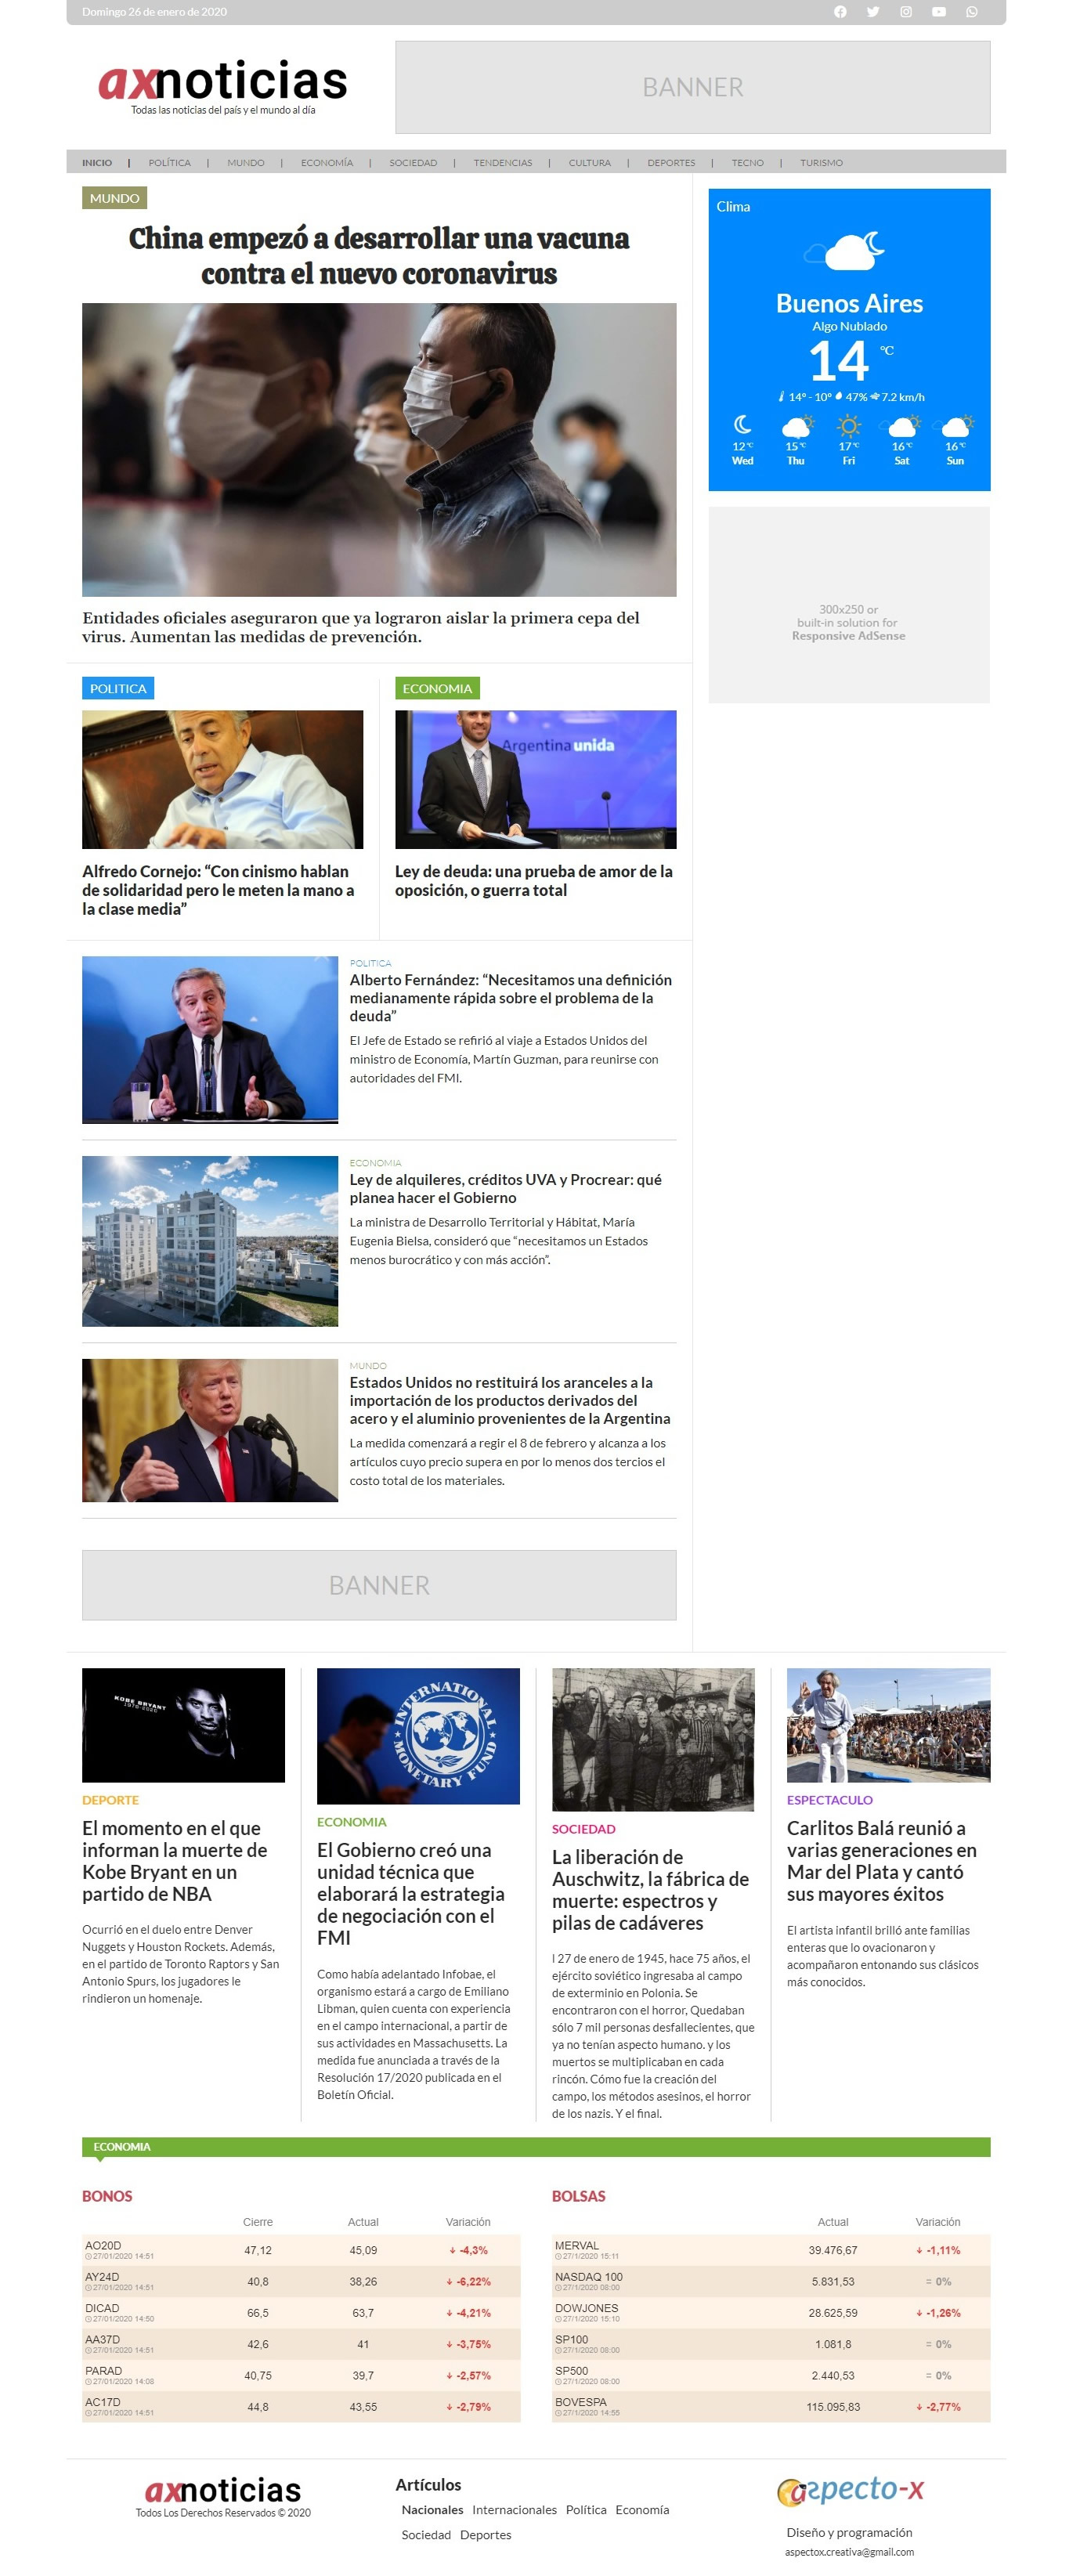 Domingo 26 de enero de 2020
axnoticias
Todas las noticias del país y el mundo al día
BANNER
INICIO | POLÍTICA | MUNDO | ECONOMÍA | SOCIEDAD | TENDENCIAS | CULTURA | DEPORTES | TECNO | TURISMO
MUNDO
China empezó a desarrollar una vacuna
contra el nuevo coronavirus
Entidades oficiales aseguraron que ya lograron aislar la primera cepa del
virus. Aumentan las medidas de prevención.
Clima
Buenos Aires
Algo Nublado
14 °C
14º - 10º 47% 7.2 km/h
12 °C 15 °C 17 °C 16 °C 16 °C
Wed Thu Fri Sat Sun
300x250 or
built-in solution for
Responsive AdSense
POLITICA
Alfredo Cornejo: “Con cinismo hablan
de solidaridad pero le meten la mano a
la clase media”
ECONOMIA
Argentina unida
Ley de deuda: una prueba de amor de la
oposición, o guerra total
POLITICA
Alberto Fernández: “Necesitamos una definición
medianamente rápida sobre el problema de la
deuda”
El Jefe de Estado se refirió al viaje a Estados Unidos del
ministro de Economía, Martín Guzman, para reunirse con
autoridades del FMI.
ECONOMIA
Ley de alquileres, créditos UVA y Procrear: qué
planea hacer el Gobierno
La ministra de Desarrollo Territorial y Hábitat, María
Eugenia Bielsa, consideró que “necesitamos un Estados
menos burocrático y con más acción”.
MUNDO
Estados Unidos no restituirá los aranceles a la
importación de los productos derivados del
acero y el aluminio provenientes de la Argentina
La medida comenzará a regir el 8 de febrero y alcanza a los
artículos cuyo precio supera en por lo menos dos tercios el
costo total de los materiales.
BANNER
KOBE BRYANT
1978-2020
DEPORTE
El momento en el que
informan la muerte de
Kobe Bryant en un
partido de NBA
Ocurrió en el duelo entre Denver
Nuggets y Houston Rockets. Además,
en el partido de Toronto Raptors y San
Antonio Spurs, los jugadores le
rindieron un homenaje.
INTERNATIONAL
MONETARY FUND
ECONOMIA
El Gobierno creó una
unidad técnica que
elaborará la estrategia
de negociación con el
FMI
Como había adelantado Infobae, el
organismo estará a cargo de Emiliano
Libman, quien cuenta con experiencia
en el campo internacional, a partir de
sus actividades en Massachusetts. La
medida fue anunciada a través de la
Resolución 17/2020 publicada en el
Boletín Oficial.
SOCIEDAD
La liberación de
Auschwitz, la fábrica de
muerte: espectros y
pilas de cadáveres
l 27 de enero de 1945, hace 75 años, el
ejército soviético ingresaba al campo
de exterminio en Polonia. Se
encontraron con el horror, Quedaban
sólo 7 mil personas desfallecientes, que
ya no tenían aspecto humano. y los
muertos se multiplicaban en cada
rincón. Cómo fue la creación del
campo, los métodos asesinos, el horror
de los nazis. Y el final.
ESPECTACULO
Carlitos Balá reunió a
varias generaciones en
Mar del Plata y cantó
sus mayores éxitos
El artista infantil brilló ante familias
enteras que lo ovacionaron y
acompañaron entonando sus clásicos
más conocidos.
ECONOMIA
BONOS
Cierre Actual Variación
AO20D 47,12 45,09 -4,3%
27/01/2020 14:51
AY24D 40,8 38,26 -6,22%
27/01/2020 14:51
DICAD 66,5 63,7 -4,21%
27/01/2020 14:50
AA37D 42,6 41 -3,75%
27/01/2020 14:51
PARAD 40,75 39,7 -2,57%
27/01/2020 14:08
AC17D 44,8 43,55 -2,79%
27/01/2020 14:51
BOLSAS
Actual Variación
MERVAL 39.476,67 -1,11%
27/1/2020 15:11
NASDAQ 100 5.831,53 = 0%
27/1/2020 08:00
DOWJONES 28.625,59 -1,26%
27/1/2020 15:10
SP100 1.081,8 = 0%
27/1/2020 08:00
SP500 2.440,53 = 0%
27/1/2020 08:00
BOVESPA 115.095,83 -2,77%
27/1/2020 14:55
axnoticias
Todos Los Derechos Reservados © 2020
Artículos
Nacionales Internacionales Política Economía
Sociedad Deportes
aspecto-x
Diseño y programación
aspectox.creativa@gmail.com